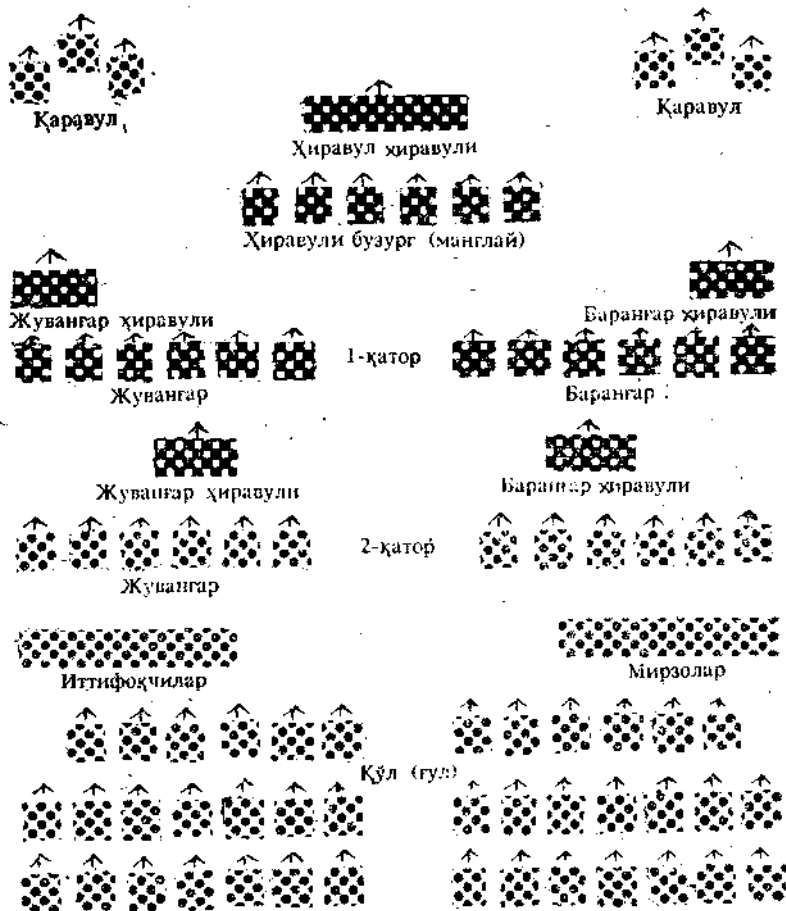 Қаравул
Қаравул
Ҳиравул ҳиравули
Ҳиравули бузург (манглай)
Жувангар ҳиравули
Барангар ҳиравули
1-қатор
Жувангар
Барангар
Жувангар ҳиравули
Барангар ҳиравули
2-қатор
Жувангар
Иттифоқчилар
Мирзолар
Қўл (ғул)